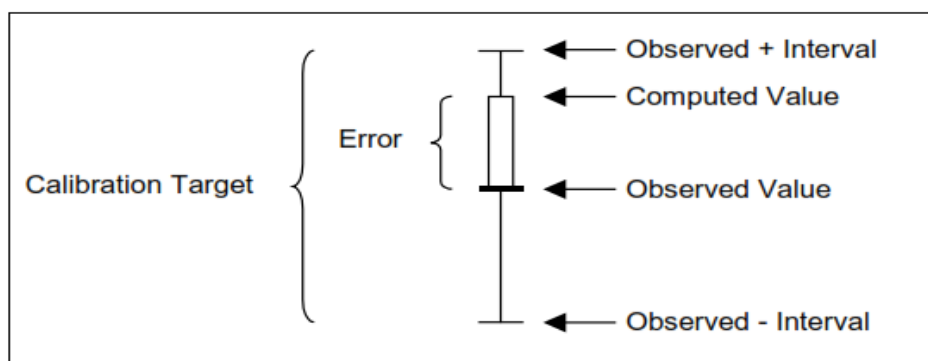 Observed + Interval
Computed Value
Error
Calibration Target
Observed Value
Observed - Interval